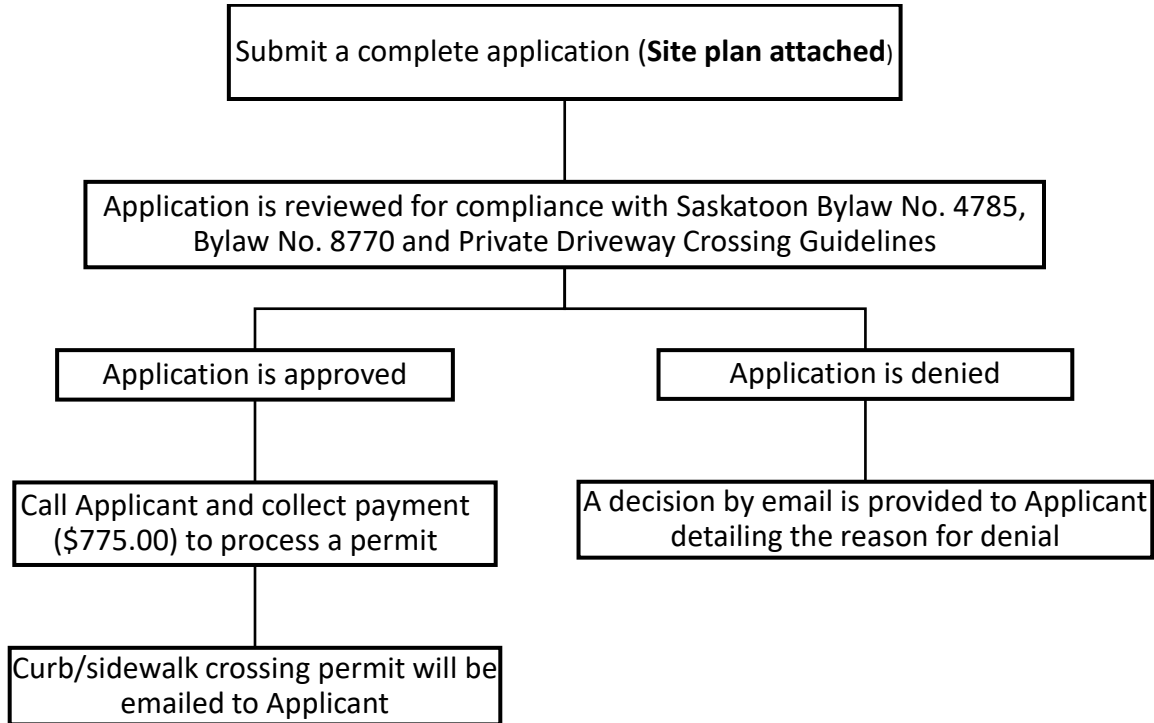 Submit a complete application (Site plan attached)
Application is reviewed for compliance with Saskatoon Bylaw No. 4785,
Bylaw No. 8770 and Private Driveway Crossing Guidelines
Application is approved
Application is denied
Call Applicant and collect payment
($775.00) to process a permit
A decision by email is provided to Applicant
detailing the reason for denial
Curb/sidewalk crossing permit will be
emailed to Applicant